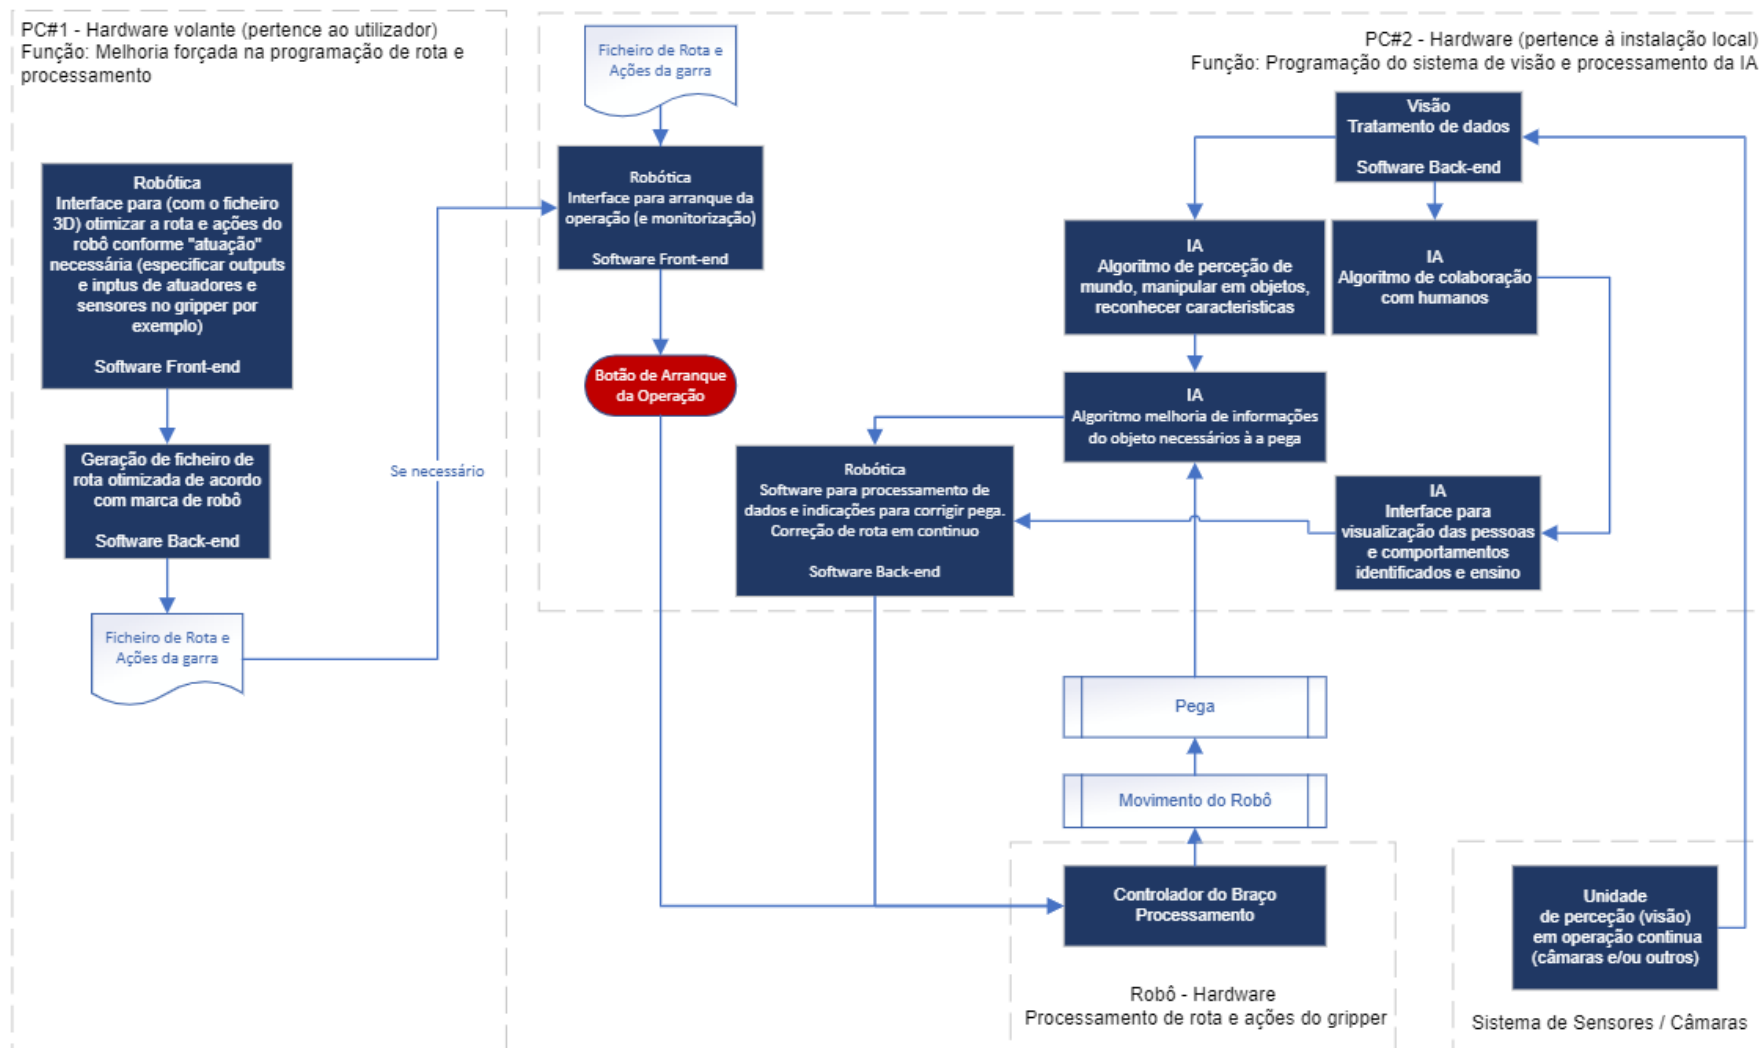 PC#1 - Hardware volante (pertence ao utilizador)
Função: Melhoria forçada na programação de rota e
processamento
Robótica
Interface para (com o ficheiro
3D) otimizar a rota e ações do
robô conforme "atuação"
necessária (especificar outputs
e inptus de atuadores e
sensores no gripper por
exemplo)
Software Front-end
Geração de ficheiro de
rota otimizada de acordo
com marca de robô
Software Back-end
Ficheiro de Rota e
Ações da garra
Se necessário
Ficheiro de Rota e
Ações da garra
Robótica
Interface para arranque da
operação (e monitorização)
Software Front-end
Botão de Arranque
da Operação
PC#2 - Hardware (pertence à instalação local)
Função: Programação do sistema de visão e processamento da IA
Visão
Tratamento de dados
Software Back-end
IA
Algoritmo de perceção de
mundo, manipular em objetos,
reconhecer caracteristicas
IA
Algoritmo de colaboração
com humanos
IA
Algoritmo melhoria de informações
do objeto necessários à a pega
Robótica
Software para processamento de
dados e indicações para corrigir pega.
Correção de rota em continuo
Software Back-end
IA
Interface para
visualização das pessoas
e comportamentos
identificados e ensino
Pega
Movimento do Robô
Controlador do Braço
Processamento
Robô - Hardware
Processamento de rota e ações do gripper
Unidade
de perceção (visão)
em operação continua
(câmaras e/ou outros)
Sistema de Sensores / Câmaras